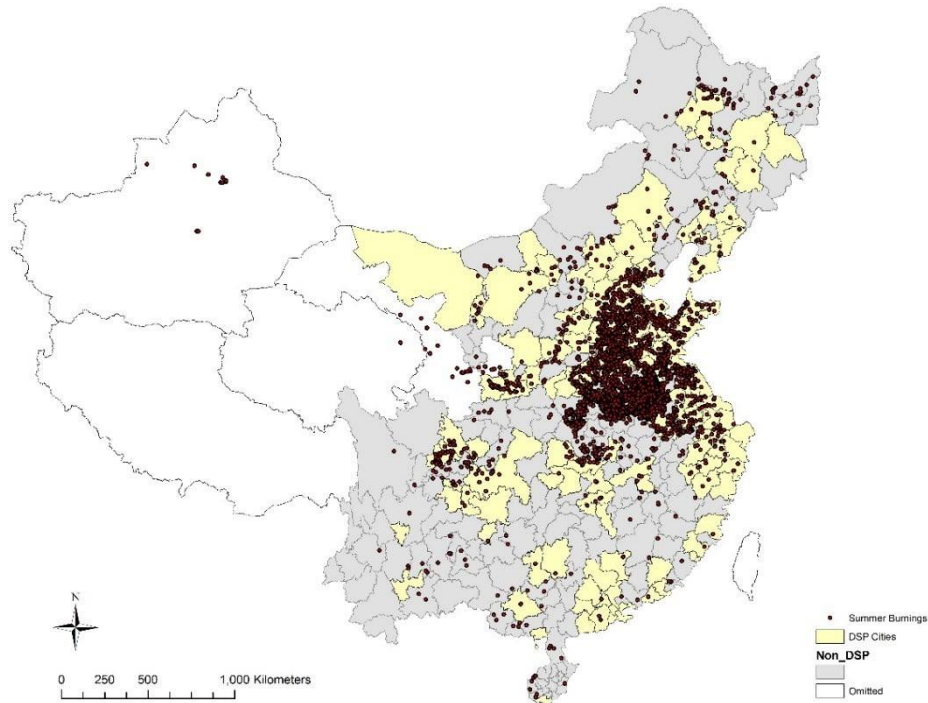 N
0 250 500 1,000 Kilometers
Summer Burnings
DSP Cities
Non_DSP
Omitted